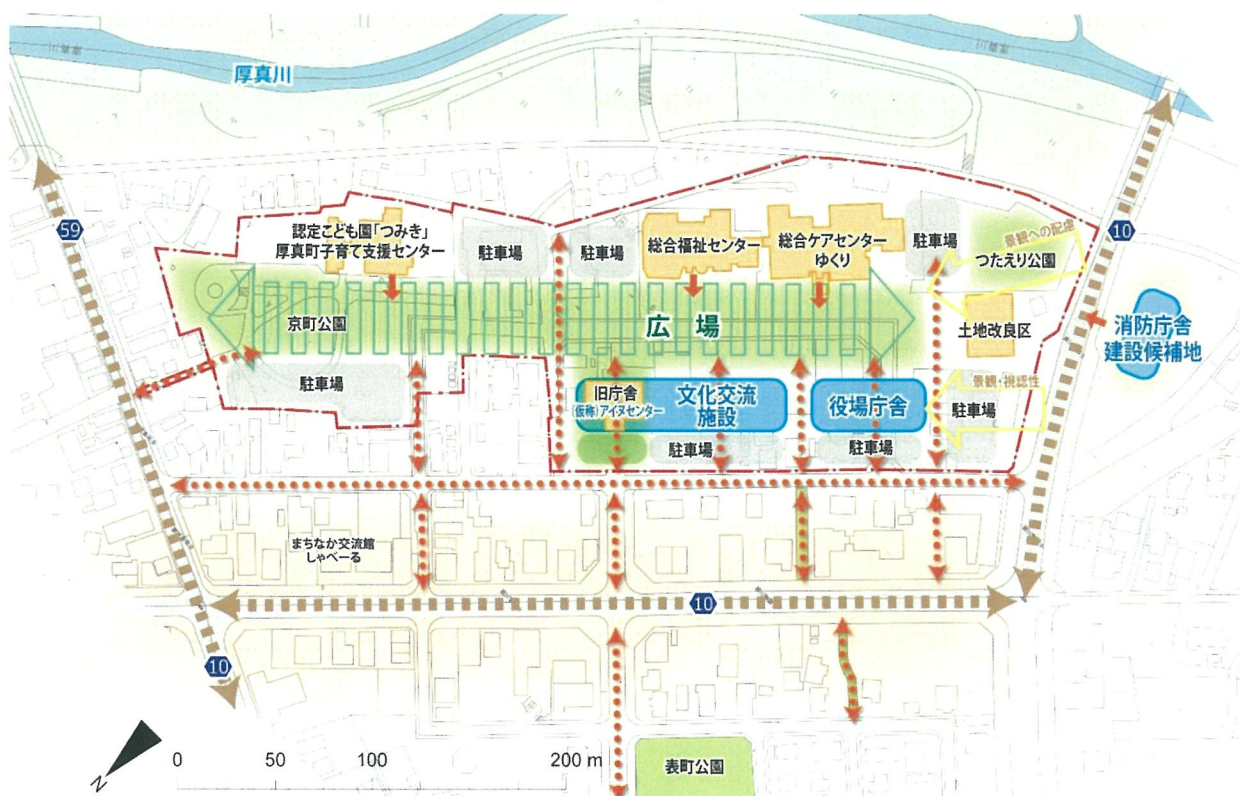 厚真川
厚真川
厚真川
59
10
認定こども園「つみき」
厚真町子育て支援センター
駐車場
駐車場
総合福祉センター
総合ケアセンター
ゆくり
駐車場
景観への配慮
つたえり公園
京町公園
広場
土地改良区
消防庁舎
建設候補地
駐車場
旧庁舎
(仮称)アイヌセンター
文化交流
施設
役場庁舎
景観・視認性
駐車場
駐車場
駐車場
まちなか交流館
しゃべーる
10
10
表町公園
N
0 50 100 200 m